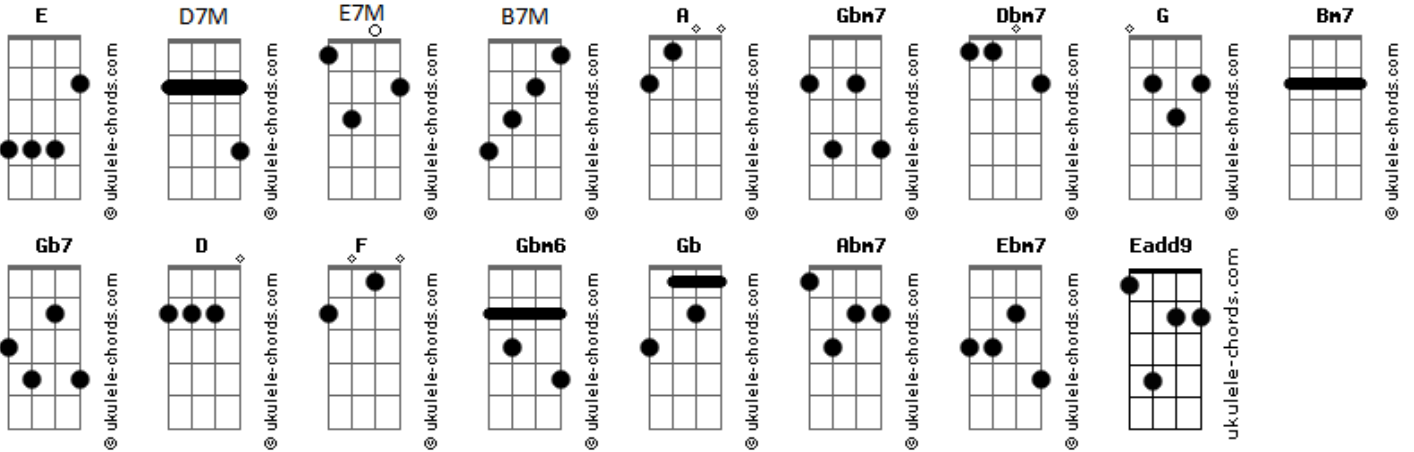 E D7M E7M B7M A Gbm7 Dbm7 G Bm7
© ukulele-chords.com © ukulele-chords.com © ukulele-chords.com © ukulele-chords.com © ukulele-chords.com © ukulele-chords.com © ukulele-chords.com © ukulele-chords.com © ukulele-chords.com
Gb7 D F Gbm6 Gb Abm7 Ebm7 Eadd9
© ukulele-chords.com © ukulele-chords.com © ukulele-chords.com © ukulele-chords.com © ukulele-chords.com © ukulele-chords.com © ukulele-chords.com ukulele-chords.com